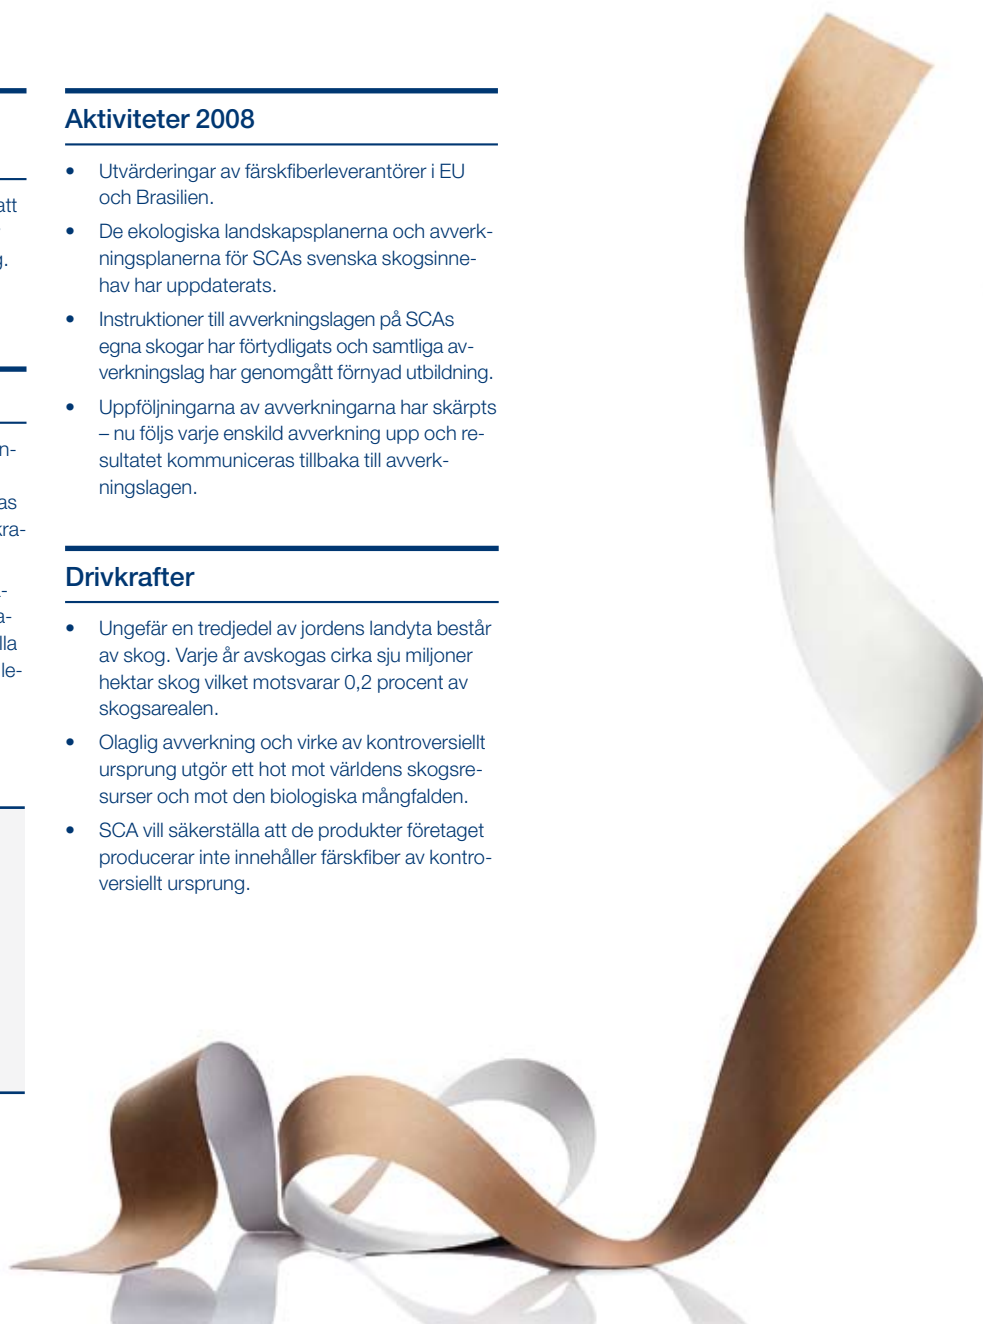 att
g.
n-
as
kra-
a-
lla
le-
Aktiviteter 2008
• Utvärderingar av färskfiberleverantörer i EU
och Brasilien.
• De ekologiska landskapsplanerna och avverk-
ningsplanerna för SCAs svenska skogsinne-
hav har uppdaterats.
• Instruktioner till avverkningslagen på SCAs
egna skogar har förtydligats och samtliga av-
verkningslag har genomgått förnyad utbildning.
• Uppföljningarna av avverkningarna har skärpts
– nu följs varje enskild avverkning upp och re-
sultatet kommuniceras tillbaka till avverk-
ningslagen.
Drivkrafter
• Ungefär en tredjedel av jordens landyta består
av skog. Varje år avskogas cirka sju miljoner
hektar skog vilket motsvarar 0,2 procent av
skogsarealen.
• Olaglig avverkning och virke av kontroversiellt
ursprung utgör ett hot mot världens skogsre-
surser och mot den biologiska mångfalden.
• SCA vill säkerställa att de produkter företaget
producerar inte innehåller färskfiber av kontro-
versiellt ursprung.